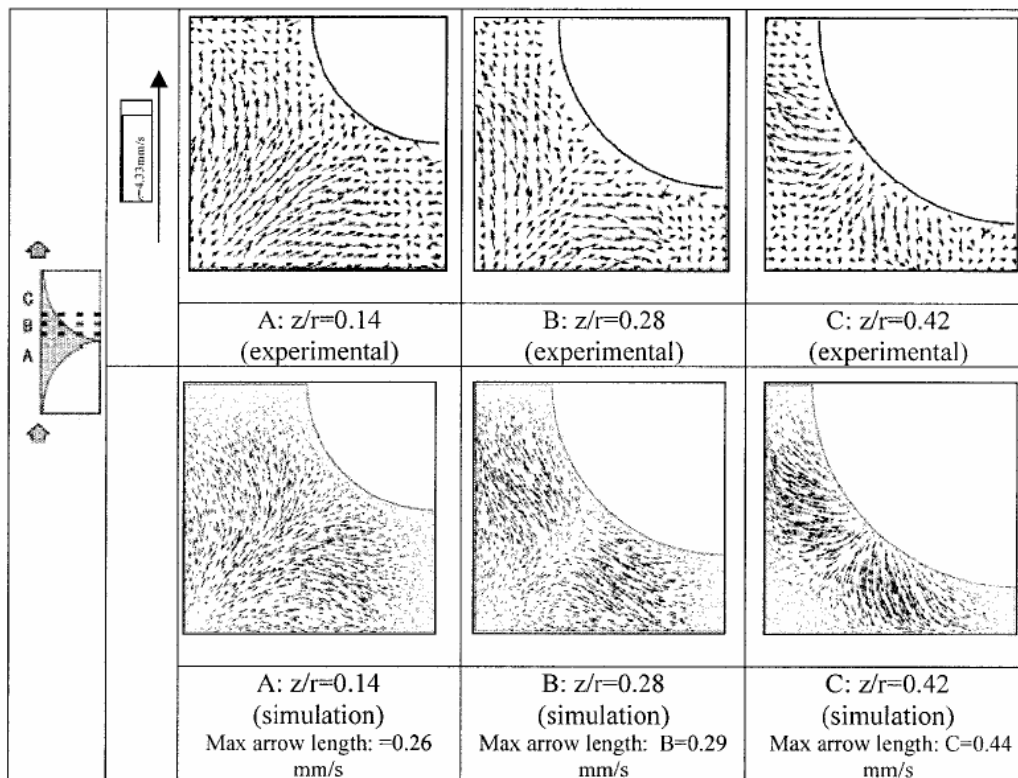 C
B
A
=4.33mm/s
A: z/r=0.14
(experimental)
B: z/r=0.28
(experimental)
C: z/r=0.42
(experimental)
A: z/r=0.14
(simulation)
Max arrow length: =0.26
mm/s
B: z/r=0.28
(simulation)
Max arrow length: B=0.29
mm/s
C: z/r=0.42
(simulation)
Max arrow length: C=0.44
mm/s